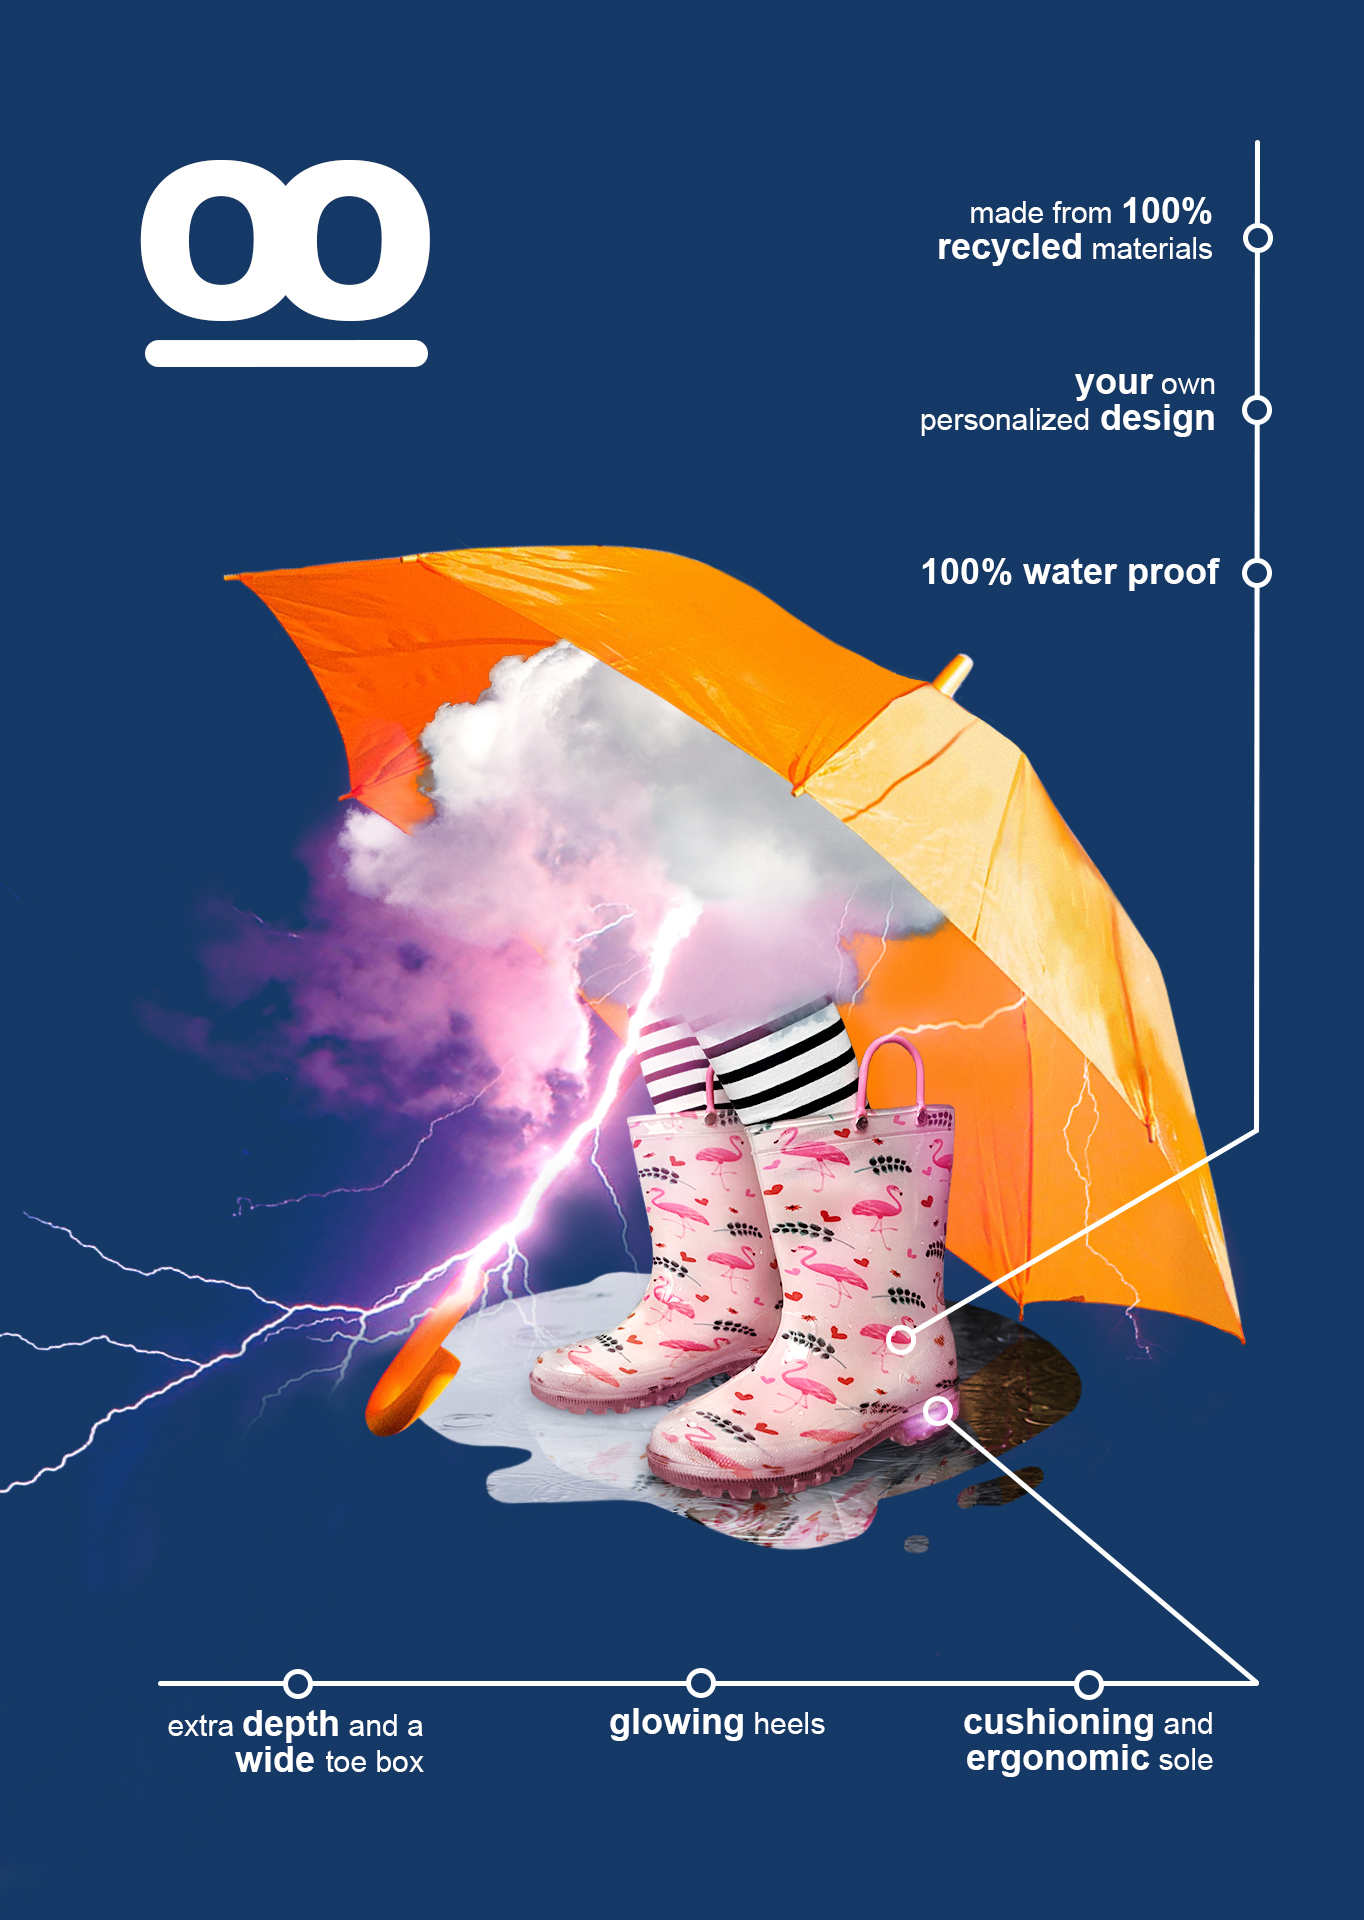 oo
made from 100%
recycled materials
your own
personalized design
100% water proof
extra depth and a
wide toe box
glowing heels
cushioning and
ergonomic sole